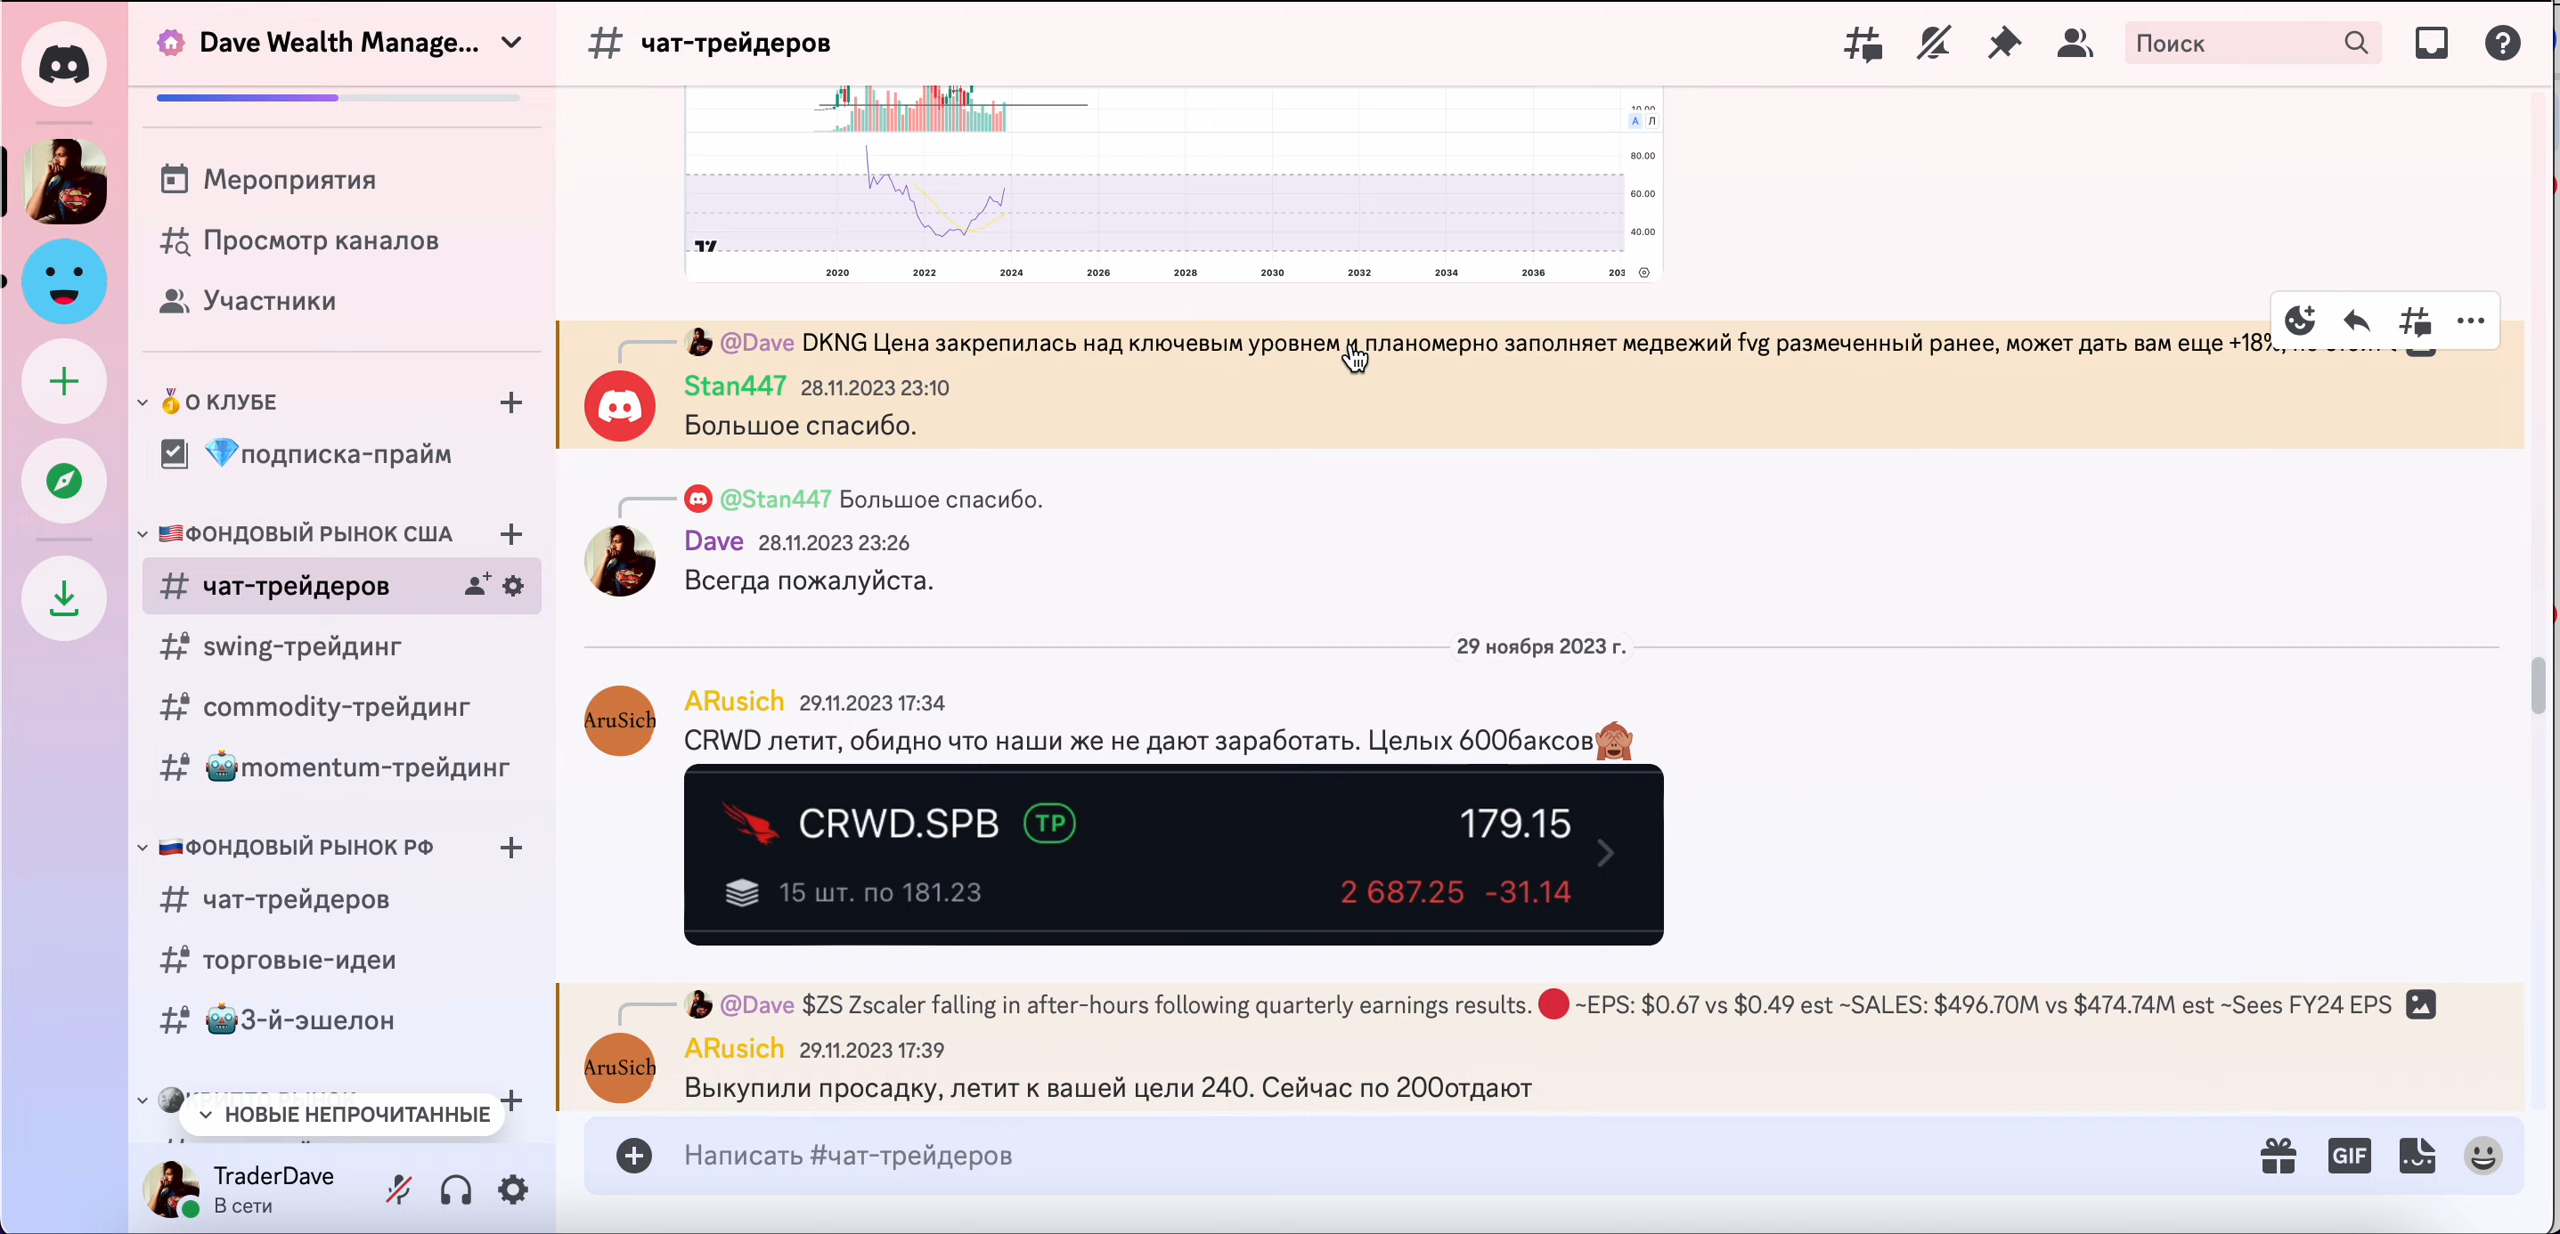 Dave Wealth Manage...
Мероприятия
Просмотр каналов
Участники
О КЛУБЕ
подписка-прайм
ФОНДОВЫЙ РЫНОК США
чат-трейдеров
swing-трейдинг
commodity-трейдинг
momentum-трейдинг
ФОНДОВЫЙ РЫНОК РФ
чат-трейдеров
торговые-идеи
3-й-эшелон
КРИПТО РЫНОК
НОВЫЕ НЕПРОЧИТАННЫЕ
TraderDave
В сети
чат-трейдеров
Поиск
10.00
А Л
80.00
60.00
40.00
2020 2022 2024 2026 2028 2030 2032 2034 2036 203
@Dave DKNG Цена закрепилась над ключевым уровнем и планомерно заполняет медвежий fvg размеченный ранее, может дать вам еще +18%,
Stan447 28.11.2023 23:10
Большое спасибо.
@Stan447 Большое спасибо.
Dave 28.11.2023 23:26
Всегда пожалуйста.
29 ноября 2023 г.
AruSich
ARusich 29.11.2023 17:34
CRWD летит, обидно что наши же не дают заработать. Целых 600баксов
CRWD.SPB TP 179.15
15 шт. по 181.23 2 687.25 -31.14
@Dave $ZS Zscaler falling in after-hours following quarterly earnings results. ~EPS: $0.67 vs $0.49 est ~SALES: $496.70M vs $474.74M est ~Sees FY24 EPS
AruSich
ARusich 29.11.2023 17:39
Выкупили просадку, летит к вашей цели 240. Сейчас по 200отдают
Написать #чат-трейдеров
GIF